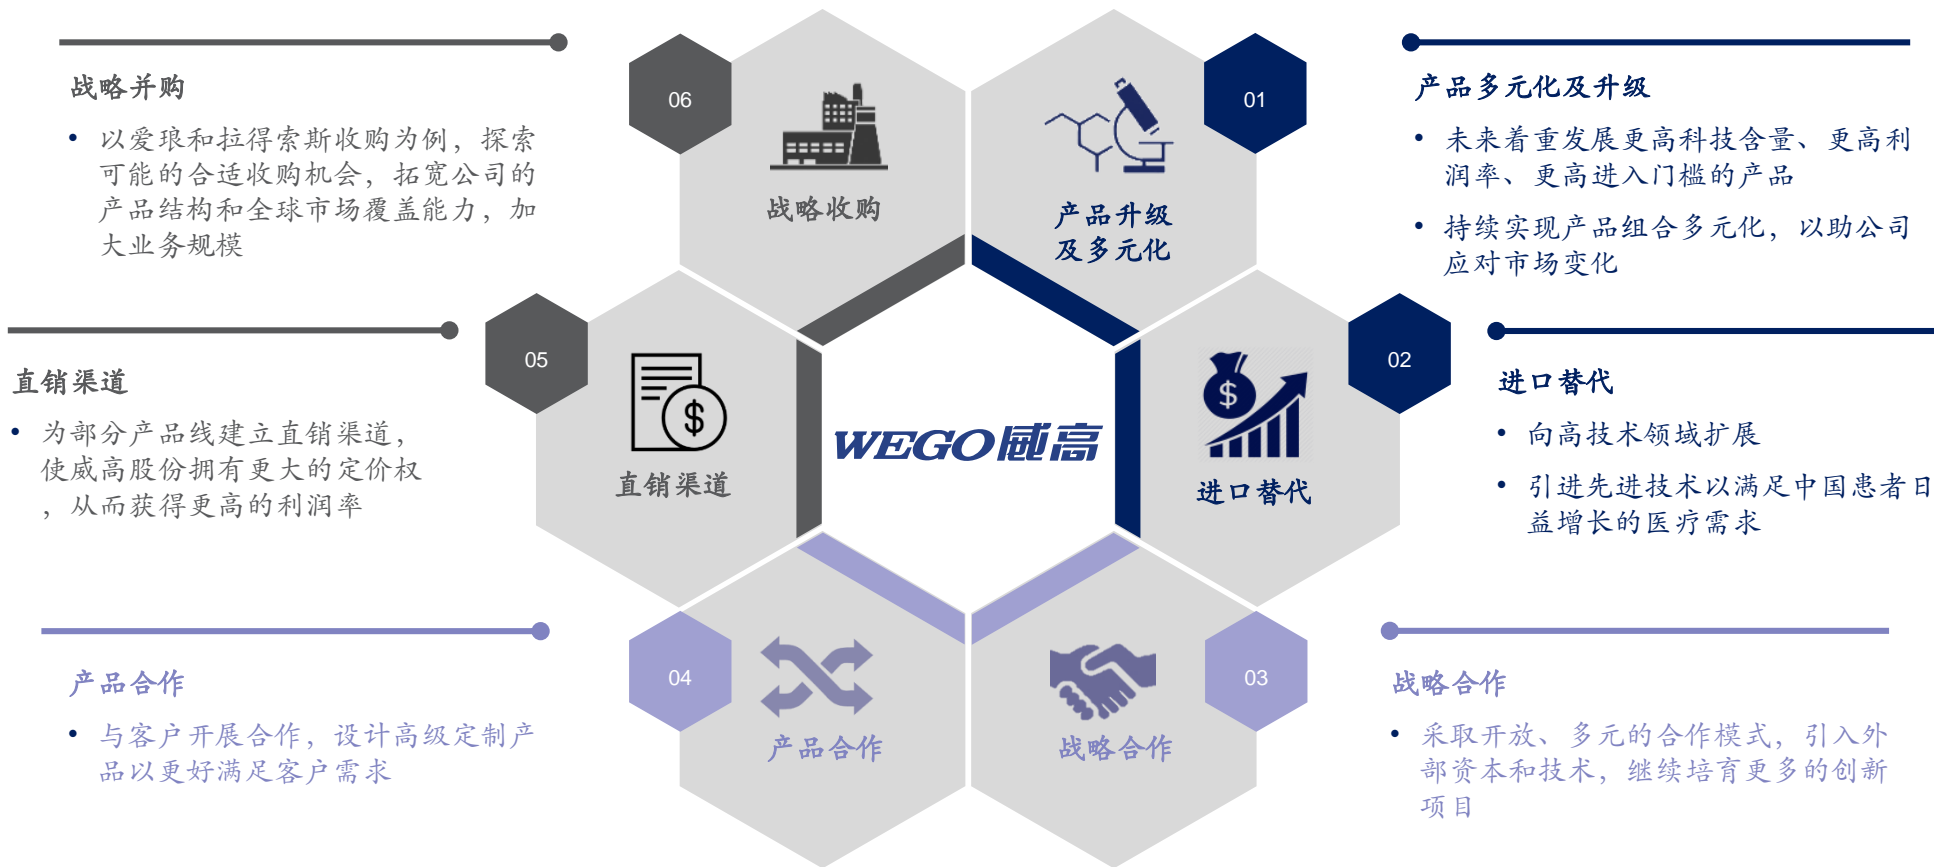 战略并购
• 以爱琅和拉得索斯收购为例，探索
可能的合适收购机会，拓宽公司的
产品结构和全球市场覆盖能力，加
大业务规模
直销渠道
• 为部分产品线建立直销渠道，
使威高股份拥有更大的定价权
，从而获得更高的利润率
产品合作
• 与客户开展合作，设计高级定制产
品以更好满足客户需求
06
战略收购
01
产品升级
及多元化
05
直销渠道
WEGO威高
02
进口替代
04
产品合作
03
战略合作
产品多元化及升级
• 未来着重发展更高科技含量、更高利
润率、更高进入门槛的产品
• 持续实现产品组合多元化，以助公司
应对市场变化
进口替代
• 向高技术领域扩展
• 引进先进技术以满足中国患者日
益增长的医疗需求
战略合作
• 采取开放、多元的合作模式，引入外
部资本和技术，继续培育更多的创新
项目